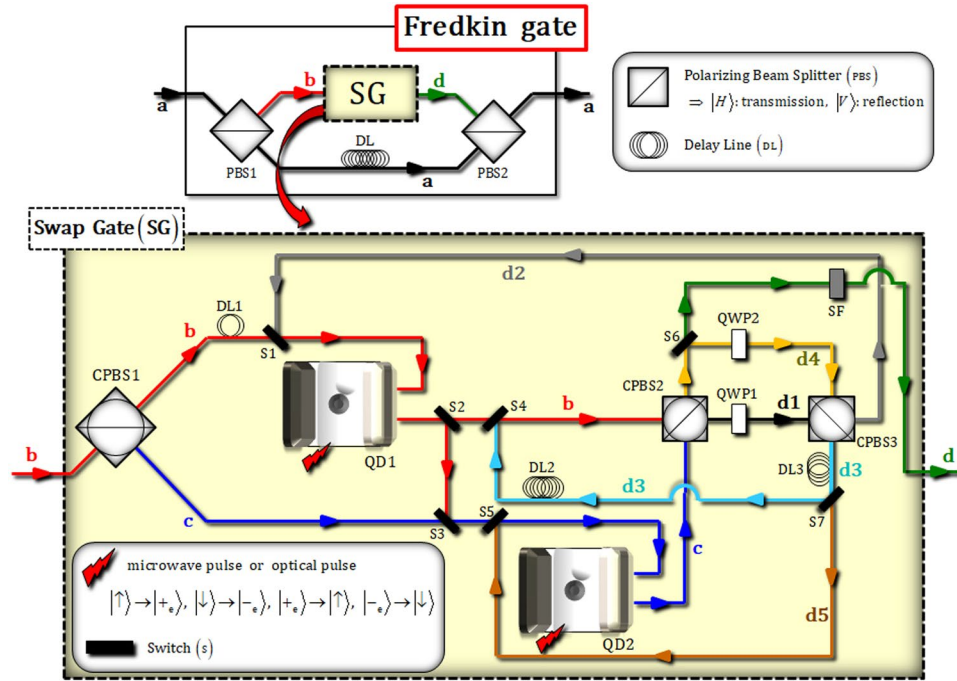 Fredkin gate
b
SG
d
a
a
PBS1
DL
a
PBS2
Polarizing Beam Splitter (PBS)
⇒ |H⟩: transmission, |V⟩: reflection
Delay Line (DL)
Swap Gate (SG)
d2
DL1
b
S1
SF
QWP2
S6
d4
CPBS1
CPBS2
QWP1
S2
S4
b
d1
CPBS3
QD1
b
DL3
d3
d
DL2
d3
S7
c
S3
S5
c
microwave pulse or optical pulse
|↑⟩→|+e⟩, |↓⟩→|−e⟩, |+e⟩→|↑⟩, |−e⟩→|↓⟩
d5
Switch (S)
QD2